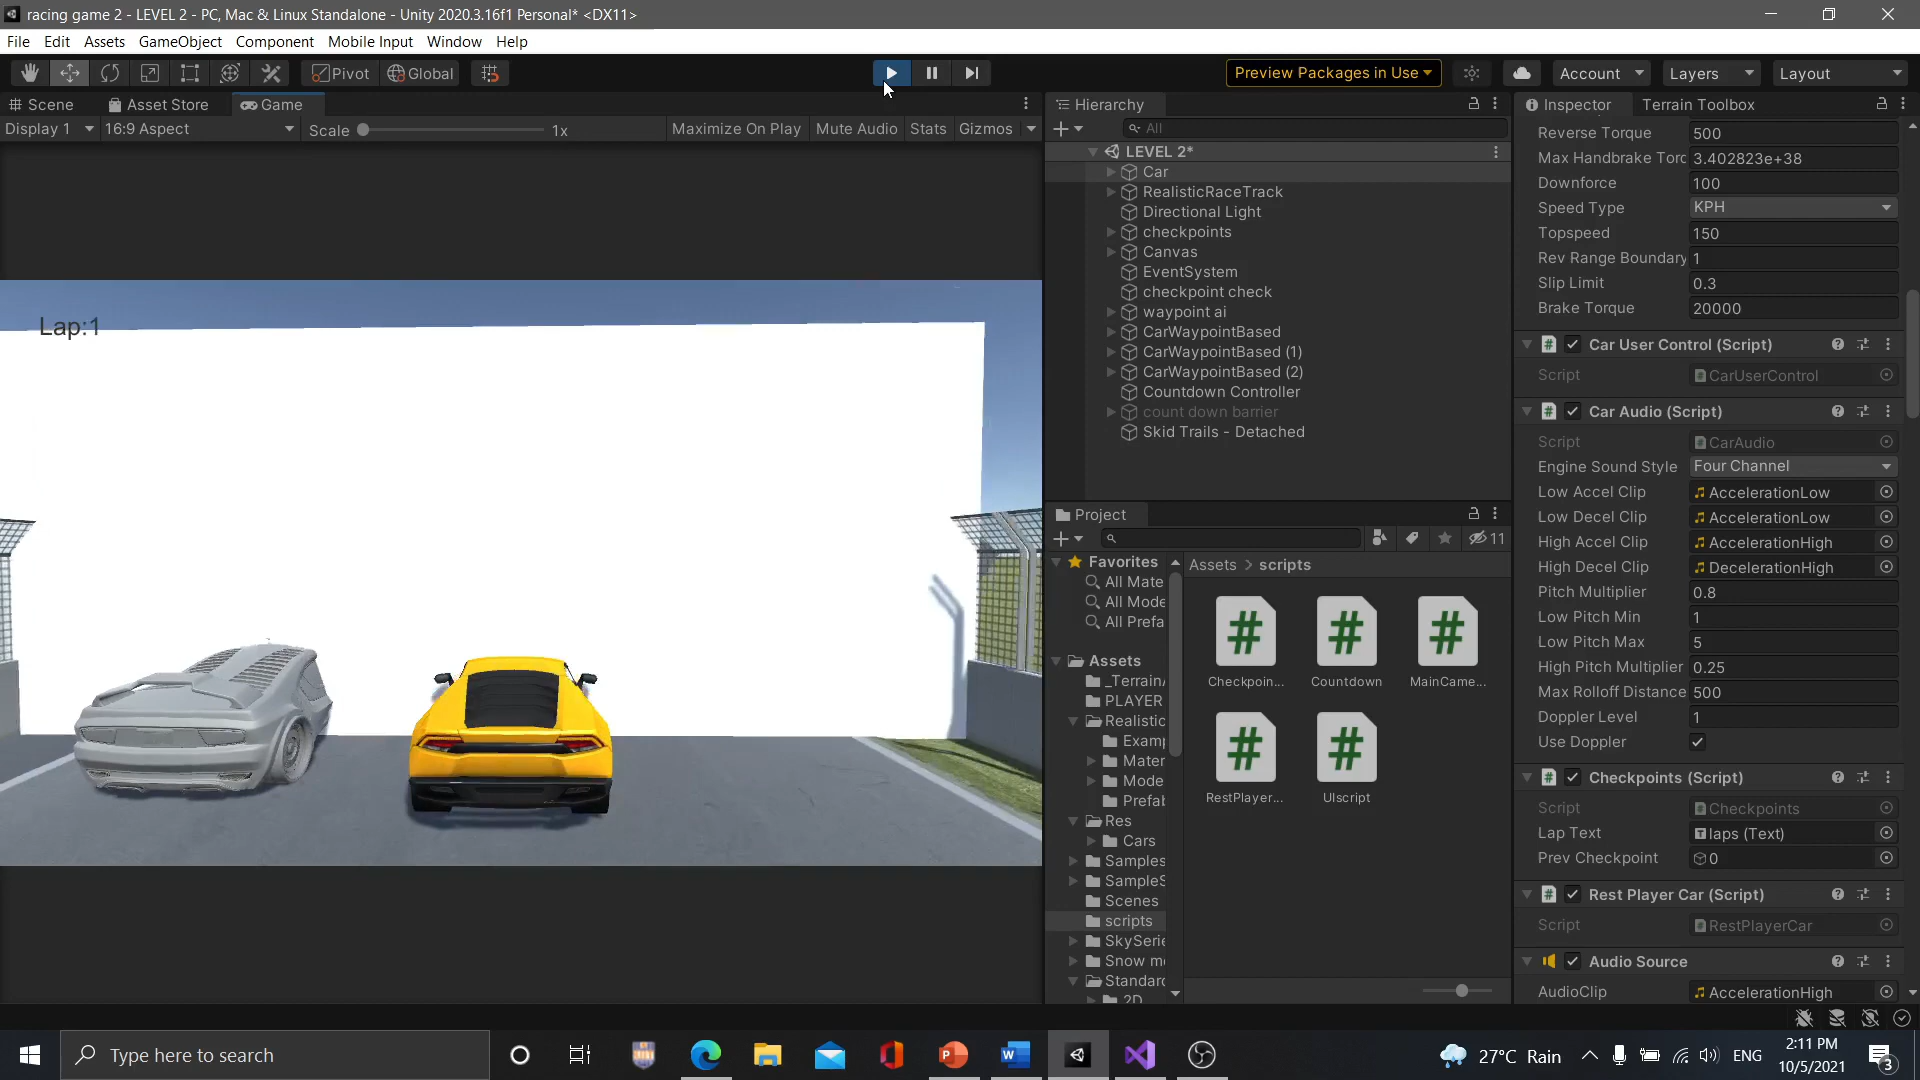 racing game 2 - LEVEL 2 - PC, Mac & Linux Standalone - Unity 2020.3.16f1 Personal* <DX11>
File Edit Assets GameObject Component Mobile Input Window Help
Pivot Global Preview Packages in Use Account Layers Layout
Scene Asset Store Game
Display 1 16:9 Aspect Scale 1x Maximize On Play Mute Audio Stats Gizmos
Lap:1
Hierarchy
All
LEVEL 2*
Car
RealisticRaceTrack
Directional Light
checkpoints
Canvas
EventSystem
checkpoint check
waypoint ai
CarWaypointBased
CarWaypointBased (1)
CarWaypointBased (2)
Countdown Controller
count down barrier
Skid Trails - Detached
Project
11
Favorites
All Mate
All Mode
All Prefa
Assets
_Terrain
PLAYER
Realistic
Examp
Mater
Mode
Prefab
Res
Cars
Samples
SampleS
Scenes
scripts
SkySerie
Snow m
Standard
2D
Assets > scripts
Checkpoin... Countdown MainCame...
RestPlayer... UIscript
Inspector Terrain Toolbox
Reverse Torque 500
Max Handbrake Torc 3.402823e+38
Downforce 100
Speed Type KPH
Topspeed 150
Rev Range Boundary 1
Slip Limit 0.3
Brake Torque 20000
Car User Control (Script)
Script CarUserControl
Car Audio (Script)
Script CarAudio
Engine Sound Style Four Channel
Low Accel Clip AccelerationLow
Low Decel Clip AccelerationLow
High Accel Clip AccelerationHigh
High Decel Clip DecelerationHigh
Pitch Multiplier 0.8
Low Pitch Min 1
Low Pitch Max 5
High Pitch Multiplier 0.25
Max Rolloff Distance 500
Doppler Level 1
Use Doppler
Checkpoints (Script)
Script Checkpoints
Lap Text laps (Text)
Prev Checkpoint 0
Rest Player Car (Script)
Script RestPlayerCar
Audio Source
AudioClip AccelerationHigh
Type here to search
27°C Rain
ENG
2:11 PM
10/5/2021
3